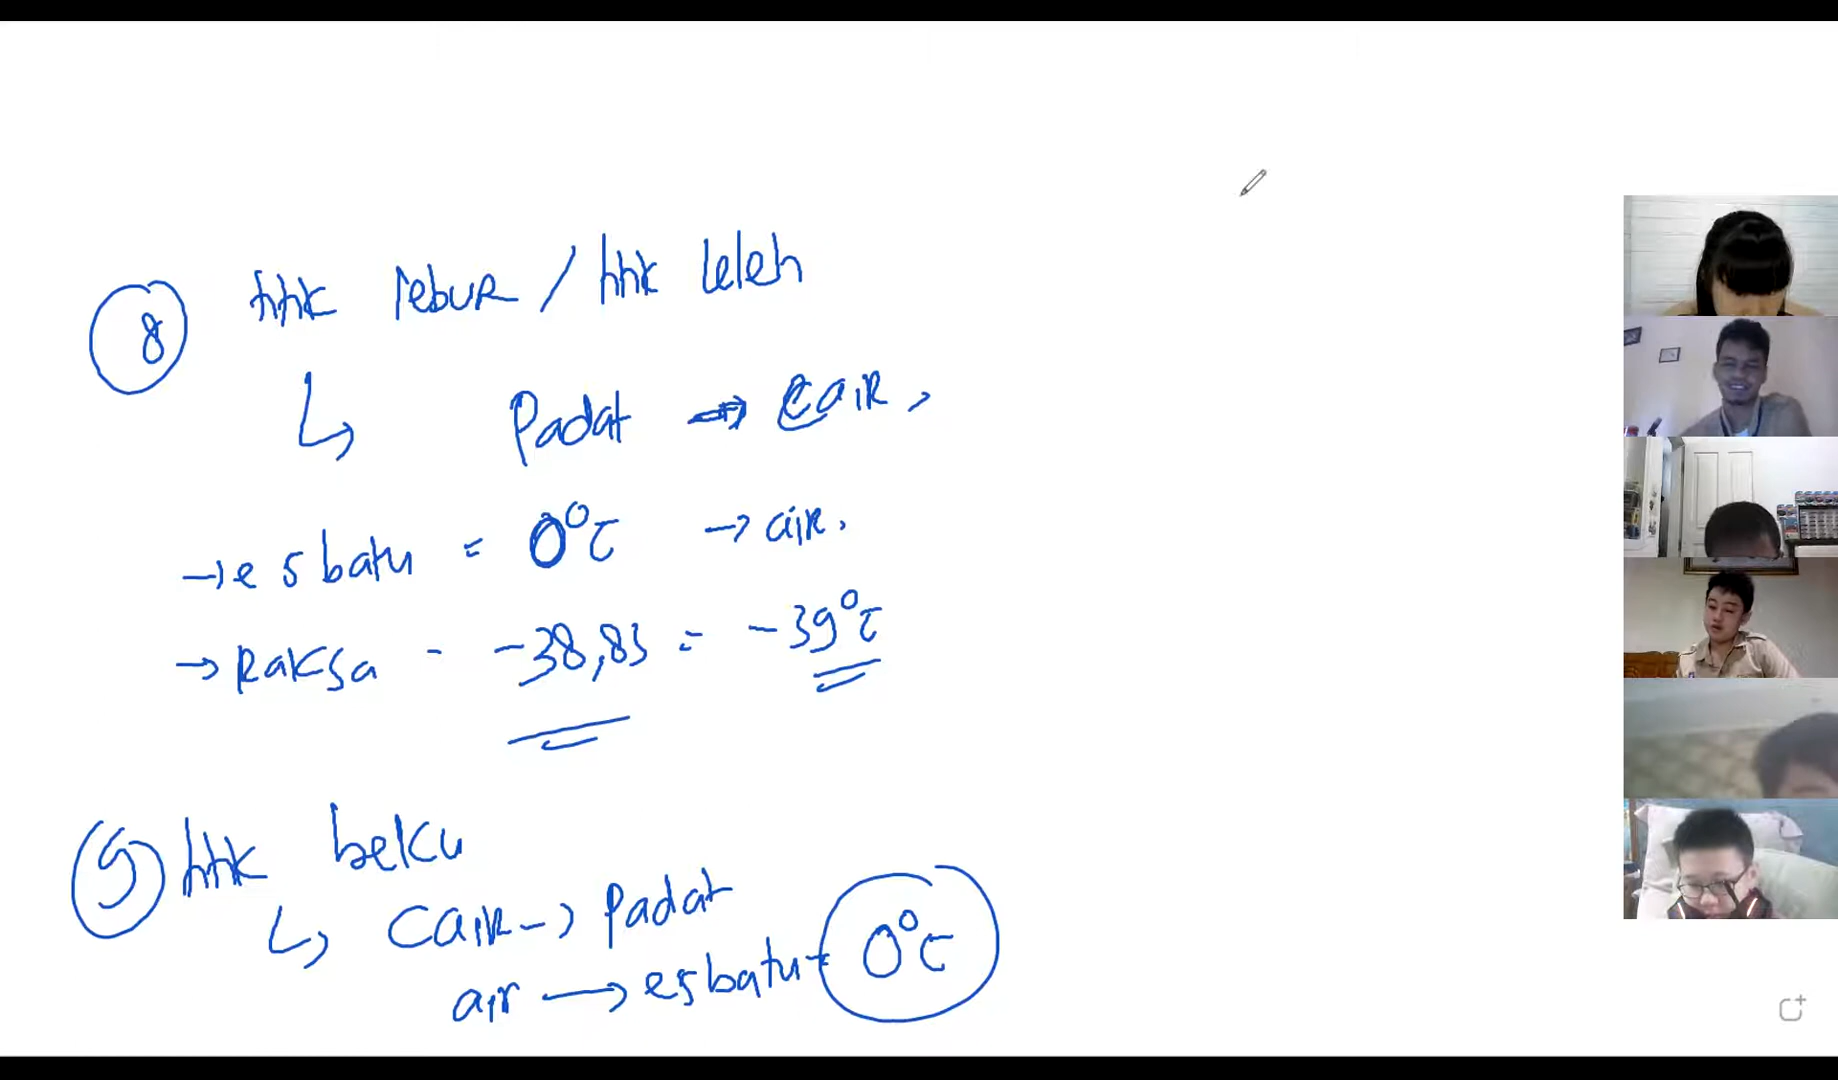 8 titik lebur / titik leleh
↳ Padat → Cair,
→ es batu = 0°C → air.
→ Raksa = -38,83 = -39°C
9 titik beku
↳ Cair → Padat
air → es batu = 0°C